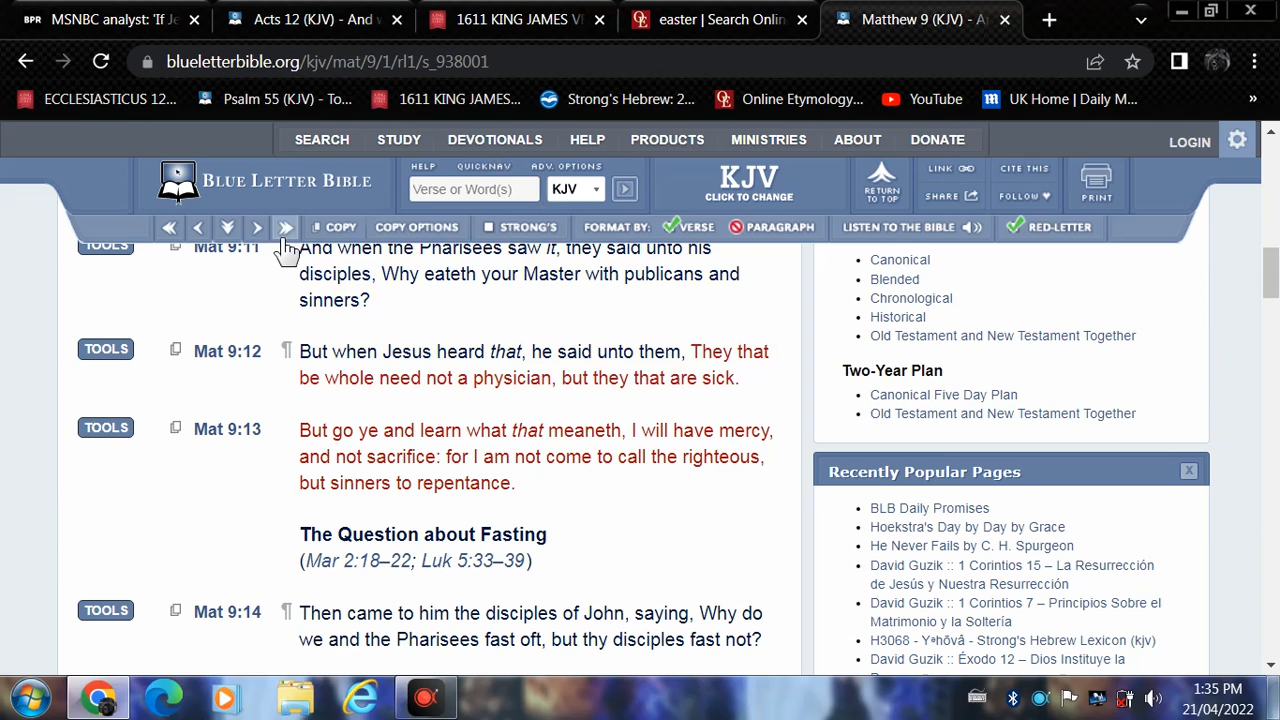 BPR MSNBC analyst: 'If Je
Acts 12 (KJV) - And w
1611 KING JAMES VE
OE easter | Search Onlin
Matthew 9 (KJV) - A
blueletterbible.org/kjv/mat/9/1/rl1/s_938001
ECCLESIASTICUS 12...
Psalm 55 (KJV) - To...
1611 KING JAMES...
Strong's Hebrew: 2...
OE Online Etymology...
YouTube
m UK Home | Daily M...
»
SEARCH STUDY DEVOTIONALS HELP PRODUCTS MINISTRIES ABOUT DONATE
LOGIN
BLUE LETTER BIBLE
HELP QUICKNAV ADV. OPTIONS
Verse or Word(s) KJV
KJV
CLICK TO CHANGE
RETURN
TO TOP
LINK
SHARE
CITE THIS
FOLLOW
PRINT
COPY COPY OPTIONS STRONG'S FORMAT BY: VERSE PARAGRAPH LISTEN TO THE BIBLE RED-LETTER
TOOLS Mat 9:11 And when the Pharisees saw it, they said unto his
disciples, Why eateth your Master with publicans and
sinners?
TOOLS Mat 9:12 ¶ But when Jesus heard that, he said unto them, They that
be whole need not a physician, but they that are sick.
TOOLS Mat 9:13 But go ye and learn what that meaneth, I will have mercy,
and not sacrifice: for I am not come to call the righteous,
but sinners to repentance.
The Question about Fasting
(Mar 2:18–22; Luk 5:33–39)
TOOLS Mat 9:14 ¶ Then came to him the disciples of John, saying, Why do
we and the Pharisees fast oft, but thy disciples fast not?
Canonical
Blended
Chronological
Historical
Old Testament and New Testament Together
Two-Year Plan
Canonical Five Day Plan
Old Testament and New Testament Together
Recently Popular Pages
X
BLB Daily Promises
Hoekstra's Day by Day by Grace
He Never Fails by C. H. Spurgeon
David Guzik :: 1 Corintios 15 – La Resurrección
de Jesús y Nuestra Resurrección
David Guzik :: 1 Corintios 7 – Principios Sobre el
Matrimonio y la Soltería
H3068 - Yᵊhōvâ - Strong's Hebrew Lexicon (kjv)
David Guzik :: Éxodo 12 – Dios Instituye la
1:35 PM
21/04/2022